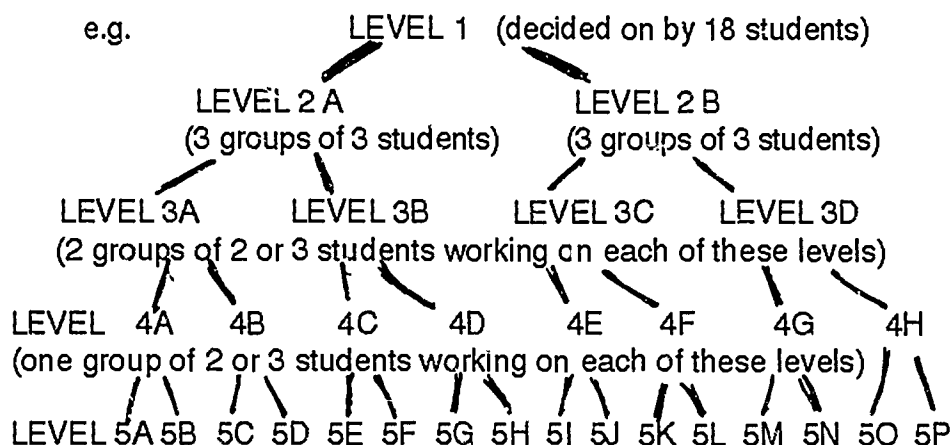 e.g. LEVEL 1 (decided on by 18 students)
LEVEL 2 A LEVEL 2 B
(3 groups of 3 students) (3 groups of 3 students)
LEVEL 3A LEVEL 3B LEVEL 3C LEVEL 3D
(2 groups of 2 or 3 students working on each of these levels)
LEVEL 4A 4B 4C 4D 4E 4F 4G 4H
(one group of 2 or 3 students working on each of these levels)
LEVEL 5A 5B 5C 5D 5E 5F 5G 5H 5I 5J 5K 5L 5M 5N 5O 5P